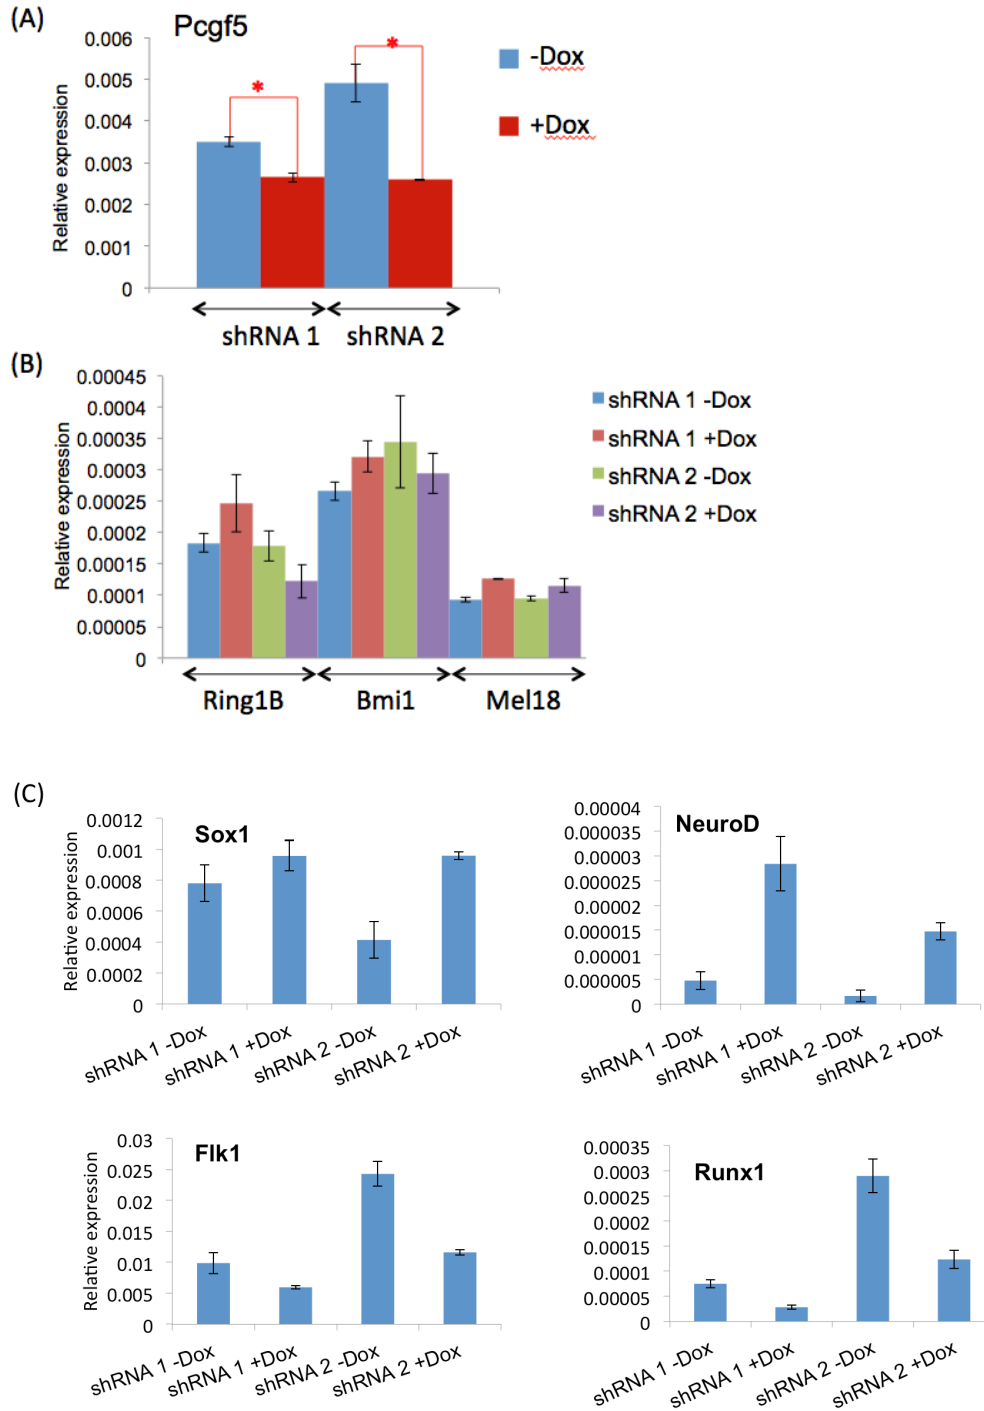 (A)
Pcgf5
0.006
0.005
0.004
0.003
0.002
0.001
0
Relative expression
*
*
-Dox
+Dox
shRNA 1
shRNA 2
(B)
0.00045
0.0004
0.00035
0.0003
0.00025
0.0002
0.00015
0.0001
0.00005
0
Relative expression
shRNA 1 -Dox
shRNA 1 +Dox
shRNA 2 -Dox
shRNA 2 +Dox
Ring1B
Bmi1
Mel18
(C)
Sox1
0.0012
0.001
0.0008
0.0006
0.0004
0.0002
0
Relative expression
shRNA 1 -Dox
shRNA 1 +Dox
shRNA 2 -Dox
shRNA 2 +Dox
NeuroD
0.00004
0.000035
0.00003
0.000025
0.00002
0.000015
0.00001
0.000005
0
shRNA 1 -Dox
shRNA 1 +Dox
shRNA 2 -Dox
shRNA 2 +Dox
Flk1
0.03
0.025
0.02
0.015
0.01
0.005
0
Relative expression
shRNA 1 -Dox
shRNA 1 +Dox
shRNA 2 -Dox
shRNA 2 +Dox
Runx1
0.00035
0.0003
0.00025
0.0002
0.00015
0.0001
0.00005
0
shRNA 1 -Dox
shRNA 1 +Dox
shRNA 2 -Dox
shRNA 2 +Dox